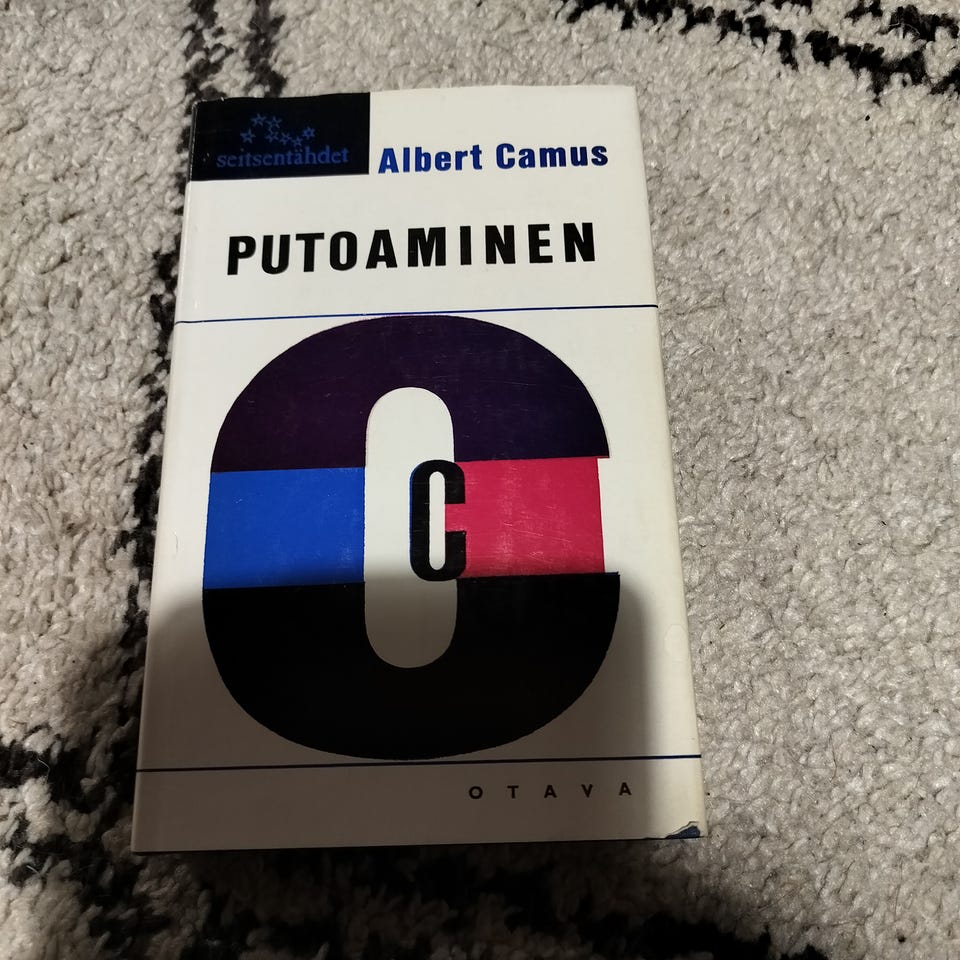 seitsentähdet
Albert Camus
PUTOAMINEN
C
C
OTAVA